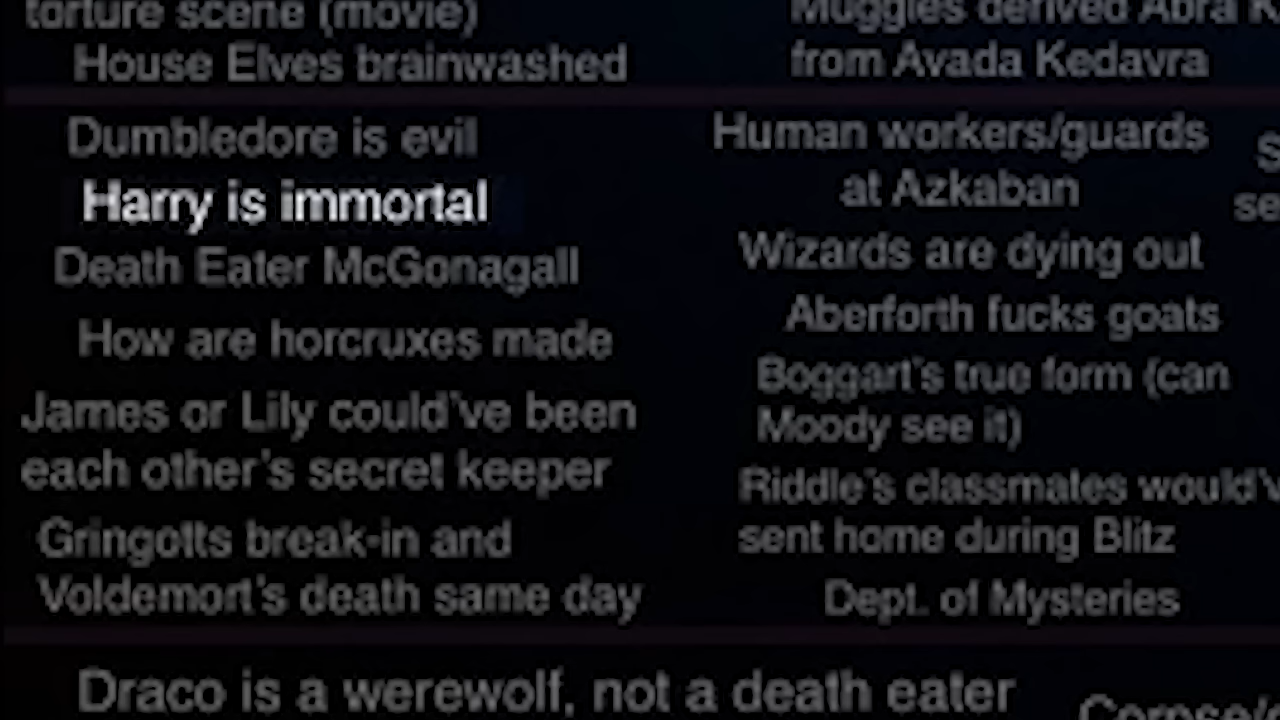 torture scene (movie)
House Elves brainwashed
Dumbledore is evil
Harry is immortal
Death Eater McGonagall
How are horcruxes made
James or Lily could've been
each other's secret keeper
Gringotts break-in and
Voldemort's death same day
Muggles derived Abra
from Avada Kedavra
Human workers/guards
at Azkaban
Wizards are dying out
Aberforth fucks goats
Boggart's true form (can
Moody see it)
Riddle's classmates would'v
sent home during Blitz
Dept. of Mysteries
Draco is a werewolf, not a death eater